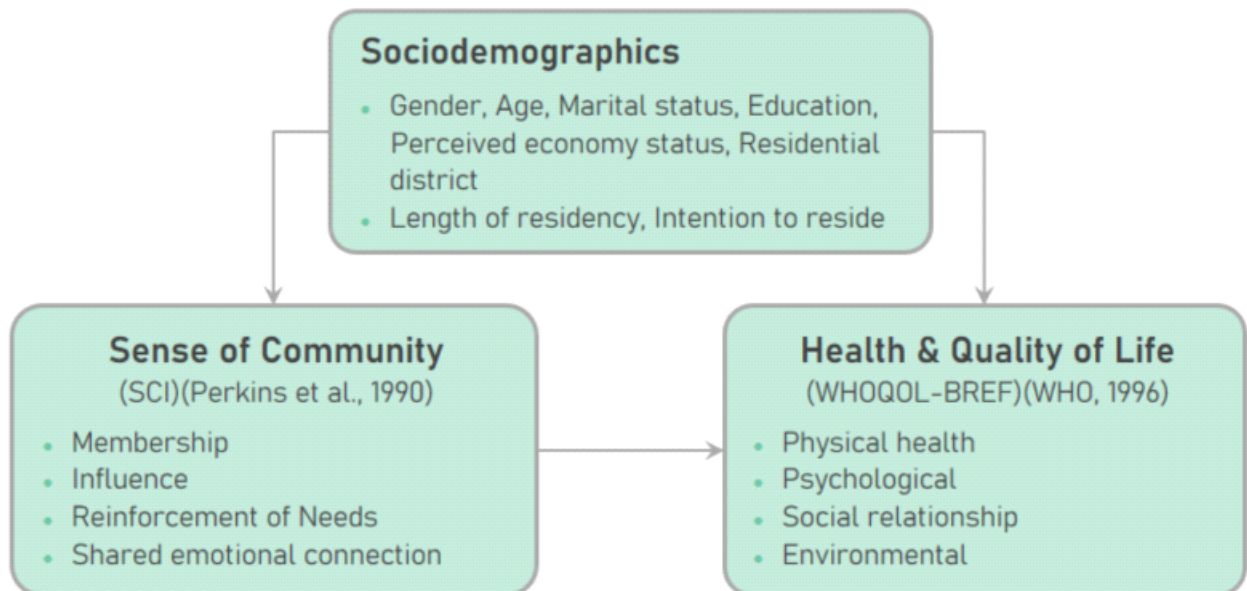 Sociodemographics
• Gender, Age, Marital status, Education,
Perceived economy status, Residential
district
• Length of residency, Intention to reside
Sense of Community
(SCI)(Perkins et al., 1990)
• Membership
• Influence
• Reinforcement of Needs
• Shared emotional connection
Health & Quality of Life
(WHOQOL-BREF)(WHO, 1996)
• Physical health
• Psychological
• Social relationship
• Environmental